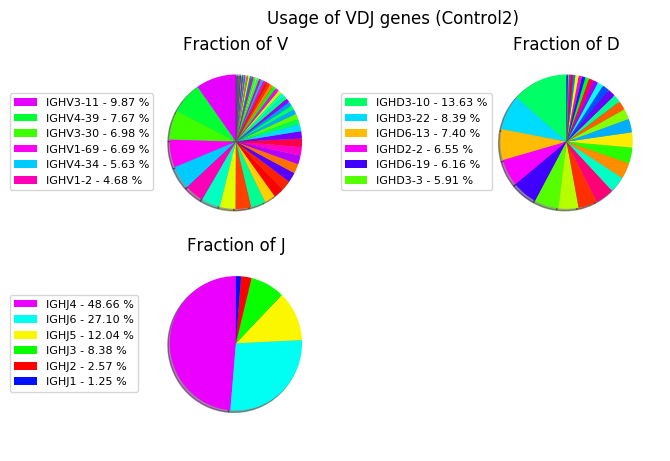 Usage of VDJ genes (Control2)
Fraction of V
IGHV3-11 - 9.87 %
IGHV4-39 - 7.67 %
IGHV3-30 - 6.98 %
IGHV1-69 - 6.69 %
IGHV4-34 - 5.63 %
IGHV1-2 - 4.68 %
Fraction of D
IGHD3-10 - 13.63 %
IGHD3-22 - 8.39 %
IGHD6-13 - 7.40 %
IGHD2-2 - 6.55 %
IGHD6-19 - 6.16 %
IGHD3-3 - 5.91 %
Fraction of J
IGHJ4 - 48.66 %
IGHJ6 - 27.10 %
IGHJ5 - 12.04 %
IGHJ3 - 8.38 %
IGHJ2 - 2.57 %
IGHJ1 - 1.25 %